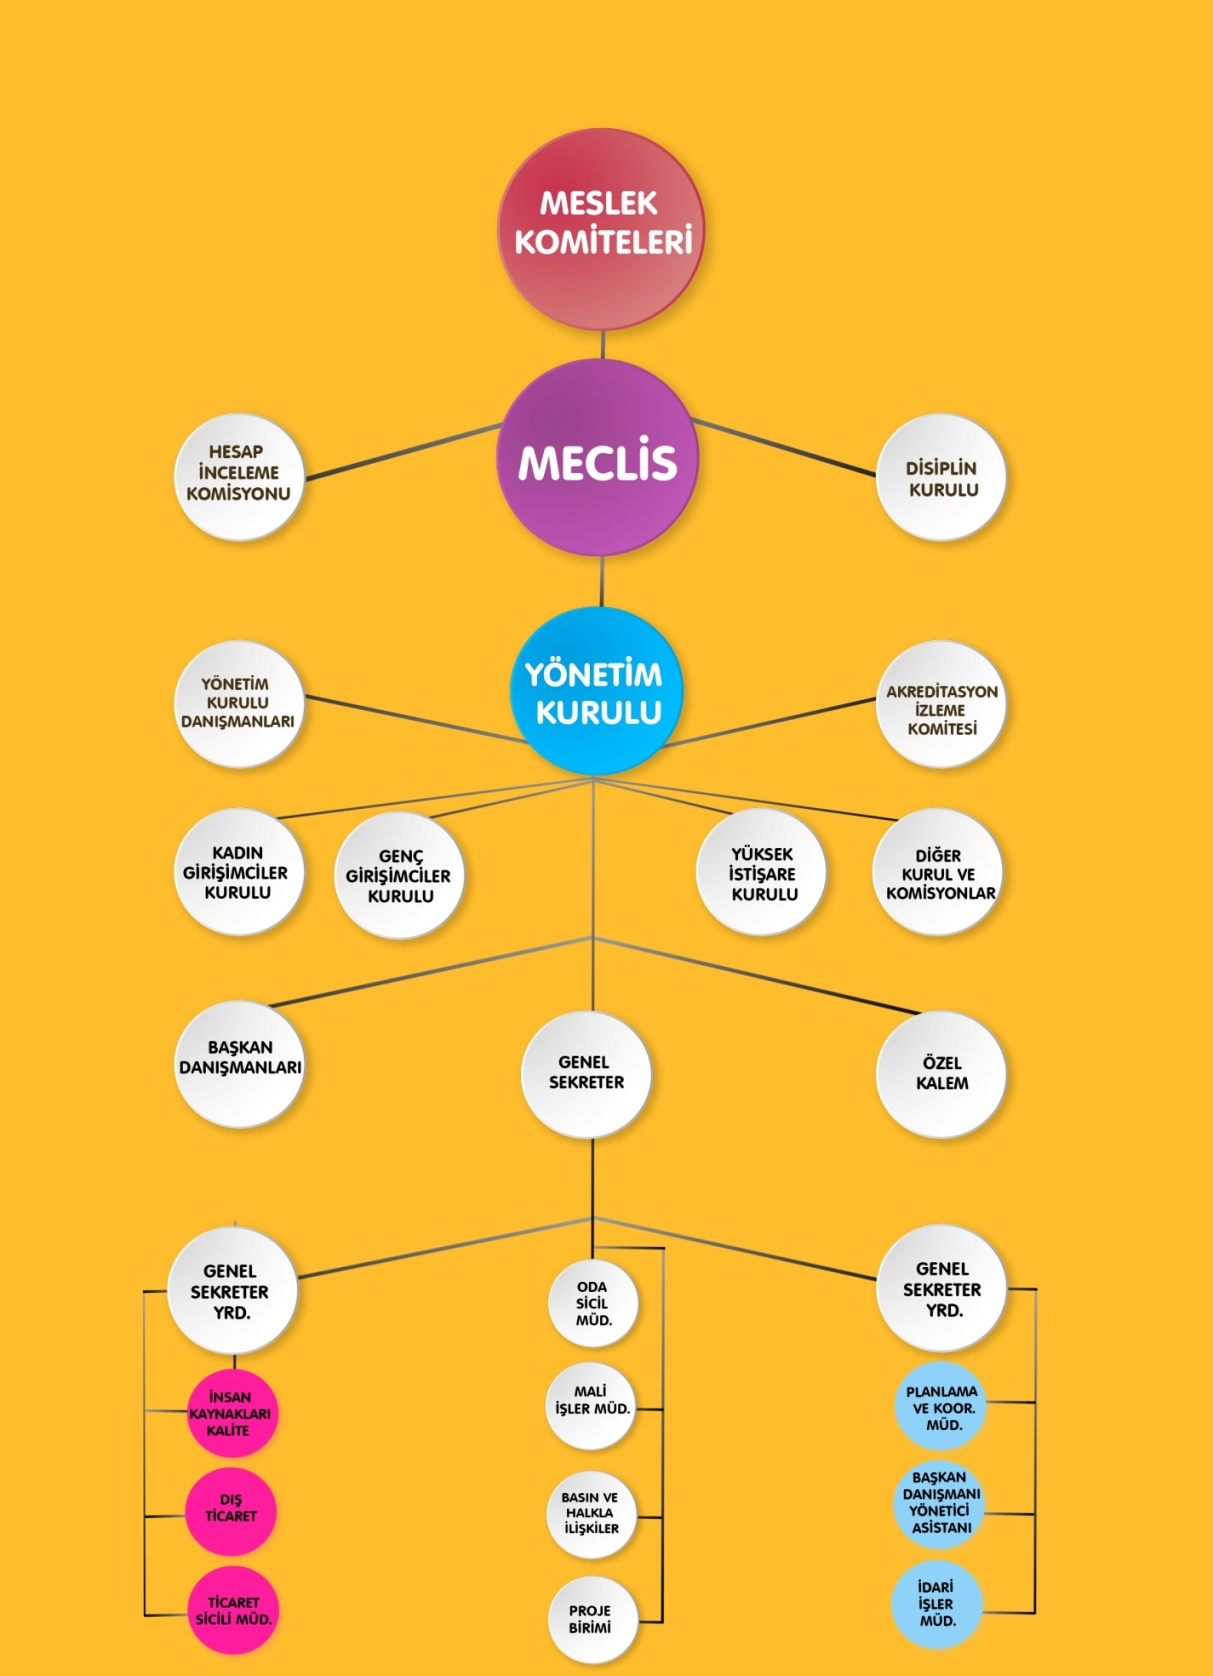 MESLEK
KOMİTELERİ
MECLİS
HESAP
İNCELEME
KOMİSYONU
DİSİPLİN
KURULU
YÖNETİM
KURULU
YÖNETİM
KURULU
DANIŞMANLARI
AKREDİTASYON
İZLEME
KOMİTESİ
KADIN
GİRİŞİMCİLER
KURULU
GENÇ
GİRİŞİMCİLER
KURULU
YÜKSEK
İSTİŞARE
KURULU
DİĞER
KURUL VE
KOMİSYONLAR
BAŞKAN
DANIŞMANLARI
GENEL
SEKRETER
ÖZEL
KALEM
GENEL
SEKRETER
YRD.
ODA
SİCİL
MÜD.
GENEL
SEKRETER
YRD.
İNSAN
KAYNAKLARI
KALİTE
MALİ
İŞLER MÜD.
PLANLAMA
VE KOOR.
MÜD.
DIŞ
TİCARET
BASIN VE
HALKLA
İLİŞKİLER
BAŞKAN
DANIŞMANI
YÖNETİCİ
ASİSTANI
TİCARET
SİCİLİ MÜD.
PROJE
BİRİMİ
İDARİ
İŞLER
MÜD.